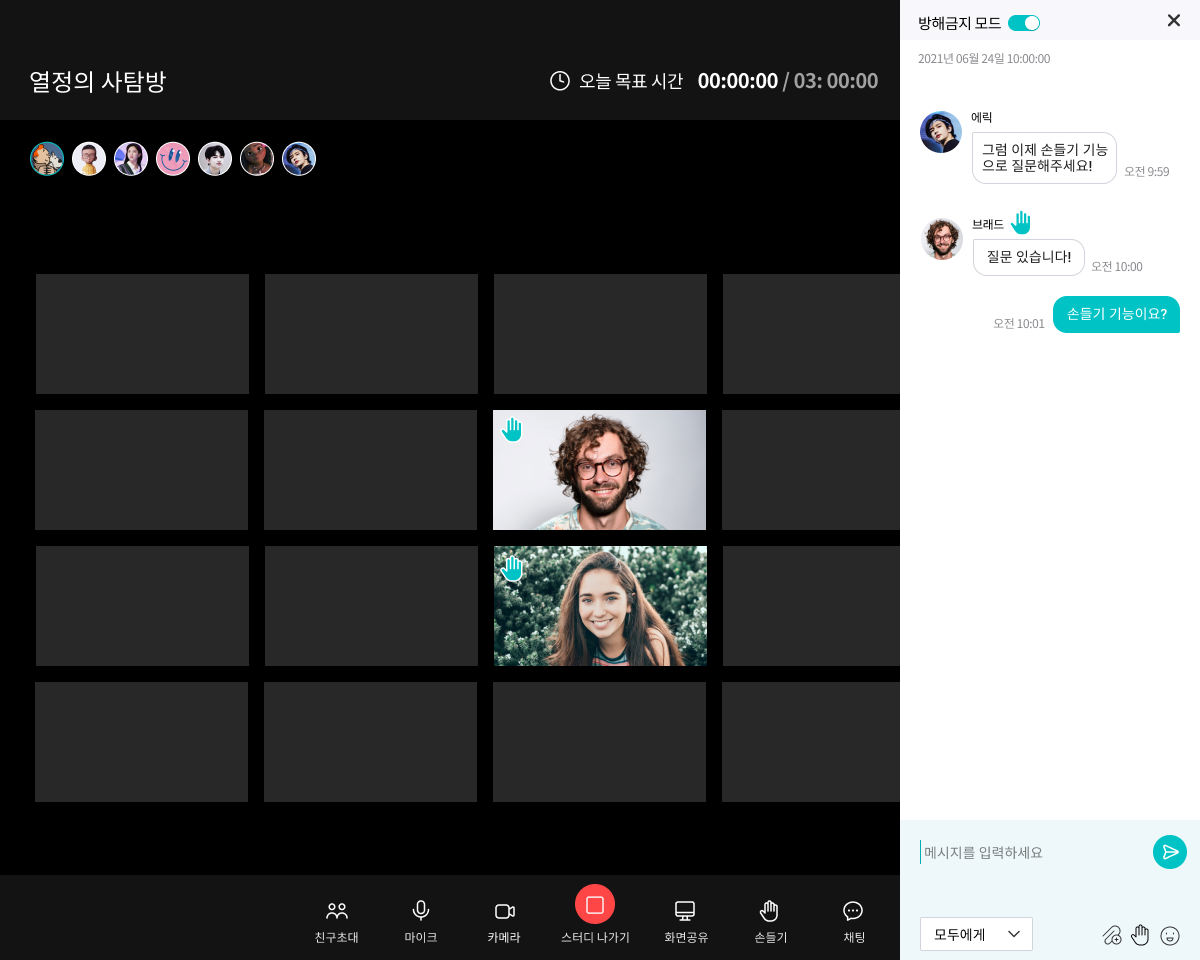 열정의 사탐방
오늘 목표 시간 00:00:00 / 03: 00:00
방해금지 모드
2021년 06월 24일 10:00:00
에릭
그럼 이제 손들기 기능
으로 질문해주세요!
오전 9:59
브래드
질문 있습니다!
오전 10:00
오전 10:01
손들기 기능이요?
메시지를 입력하세요
모두에게
친구초대
마이크
카메라
스터디 나가기
화면공유
손들기
채팅